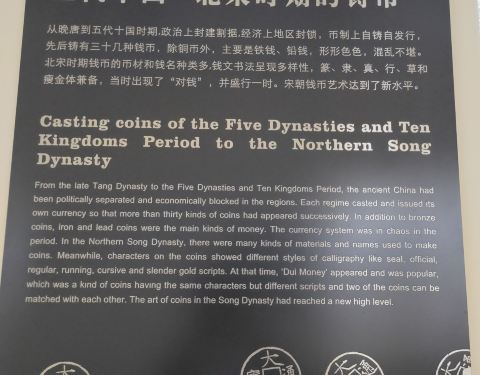 从晚唐到五代十国时期,政治上封建割据,经济上地区封锁，币制上自铸自发行，
先后铸有三十几种钱币，除铜币外，主要是铁钱、铅钱，形形色色，混乱不堪。
北宋时期钱币的币材和钱名种类多,钱文书法呈现多样性，篆、隶、真、行、草和
瘦金体兼备，当时出现了“对钱”，并盛行一时。宋朝钱币艺术达到了新水平。
Casting coins of the Five Dynasties and Ten
Kingdoms Period to the Northern Song
Dynasty
From the late Tang Dynasty to the Five Dynasties and Ten Kingdoms Period, the ancient China had
been politically separated and economically blocked in the regions. Each regime casted and issued its
own currency so that more than thirty kinds of coins had appeared successively. In addition to bronze
coins, iron and lead coins were the main kinds of money. The currency system was in chaos in the
period. In the Northern Song Dynasty, there were many kinds of materials and names used to make
coins. Meanwhile, characters on the coins showed different styles of calligraphy like seal, official,
regular, running, cursive and slender gold scripts. At that time, 'Dui Money' appeared and was popular,
which was a kind of coins having the same characters but different scripts and two of the coins can be
matched with each other. The art of coins in the Song Dynasty had reached a new high level.